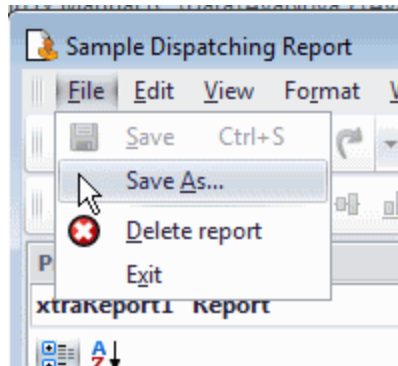 Sample Dispatching Report
File Edit View Format
Save Ctrl+S
Save As...
Delete report
Exit
xtraReport1 Report